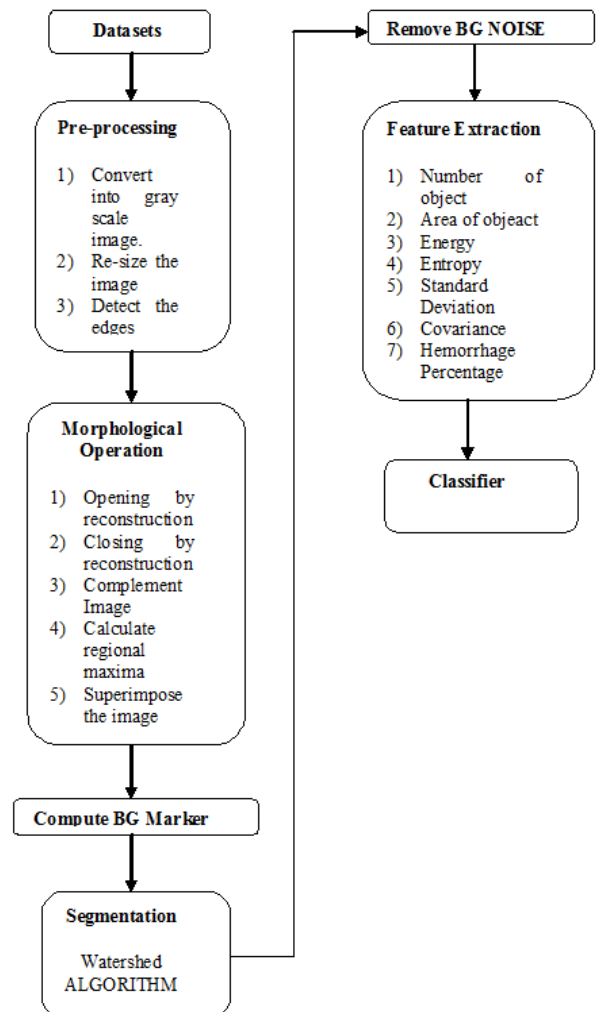 Datasets
Pre-processing
1) Convert
into gray
scale
image.
2) Re-size the
image
3) Detect the
edges
Morphological
Operation
1) Opening by
reconstruction
2) Closing by
reconstruction
3) Complement
Image
4) Calculate
regional
maxima
5) Superimpose
the image
Compute BG Marker
Segmentation
Watershed
ALGORITHM
Remove BG NOISE
Feature Extraction
1) Number of
object
2) Area of objeact
3) Energy
4) Entropy
5) Standard
Deviation
6) Covariance
7) Hemorrhage
Percentage
Classifier